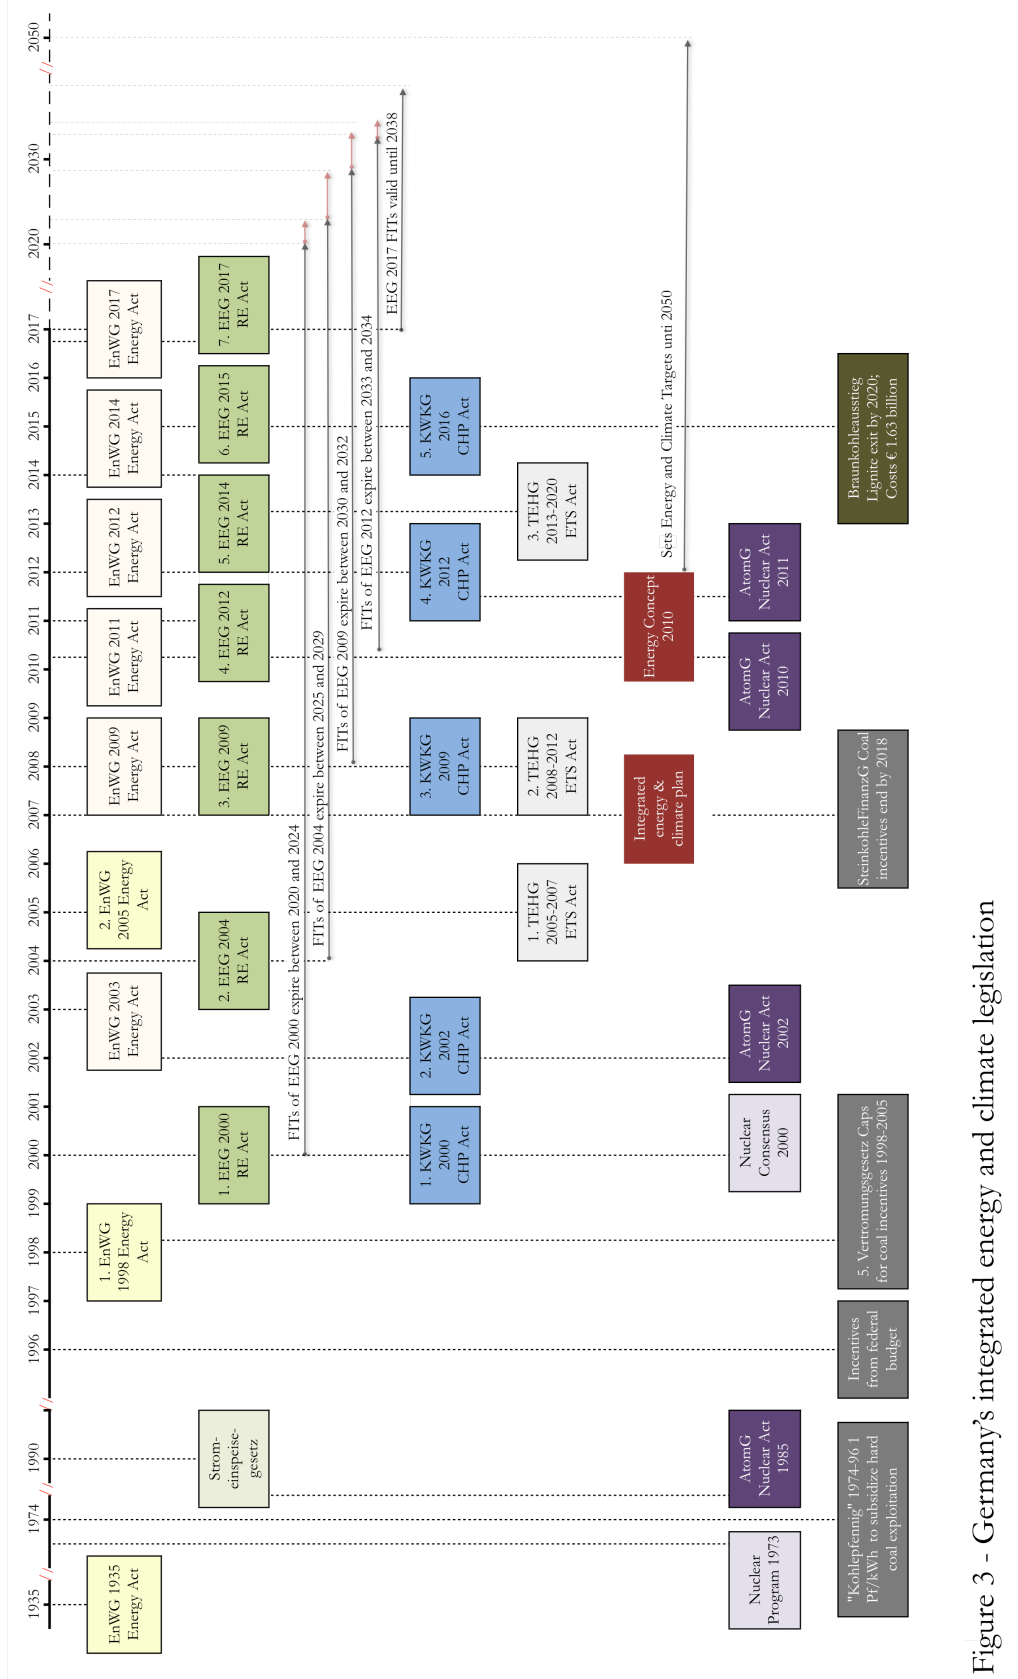 1935
1974
1990
1996
1997
1998
1999
2000
2001
2002
2003
2004
2005
2006
2007
2008
2009
2010
2011
2012
2013
2014
2015
2016
2017
2020
2030
2050
EnWG 1935
Energy Act
1. EnWG
1998 Energy
Act
EnWG 2003
Energy Act
2. EnWG
2005 Energy
Act
EnWG 2009
Energy Act
EnWG 2011
Energy Act
EnWG 2012
Energy Act
EnWG 2014
Energy Act
EnWG 2017
Energy Act
Strom-
einspeise-
gesetz
1. EEG 2000
RE Act
2. EEG 2004
RE Act
3. EEG 2009
RE Act
4. EEG 2012
RE Act
5. EEG 2014
RE Act
6. EEG 2015
RE Act
7. EEG 2017
RE Act
FITs of EEG 2000 expire between 2020 and 2024
FITs of EEG 2004 expire between 2025 and 2029
FITs of EEG 2009 expire between 2030 and 2032
FITs of EEG 2012 expire between 2033 and 2034
EEG 2017 FITs valid until 2038
1. KWKG
2000
CHP Act
2. KWKG
2002
CHP Act
3. KWKG
2009
CHP Act
4. KWKG
2012
CHP Act
5. KWKG
2016
CHP Act
1. TEHG
2005-2007
ETS Act
2. TEHG
2008-2012
ETS Act
3. TEHG
2013-2020
ETS Act
Integrated
energy &
climate plan
Energy Concept
2010
Sets Energy and Climate Targets unti 2050
Nuclear
Program 1973
AtomG
Nuclear Act
1985
Nuclear
Consensus
2000
AtomG
Nuclear Act
2002
AtomG
Nuclear Act
2010
AtomG
Nuclear Act
2011
"Kohlepfennig" 1974-96 1
Pf/kWh to subsidize hard
coal exploitation
Incentives
from federal
budget
5. Vertromungsgesetz Caps
for coal incentives 1998-2005
SteinkohleFinanzG Coal
incentives end by 2018
Braunkohleausstieg
Lignite exit by 2020;
Costs € 1.63 billion
Figure 3 - Germany's integrated energy and climate legislation